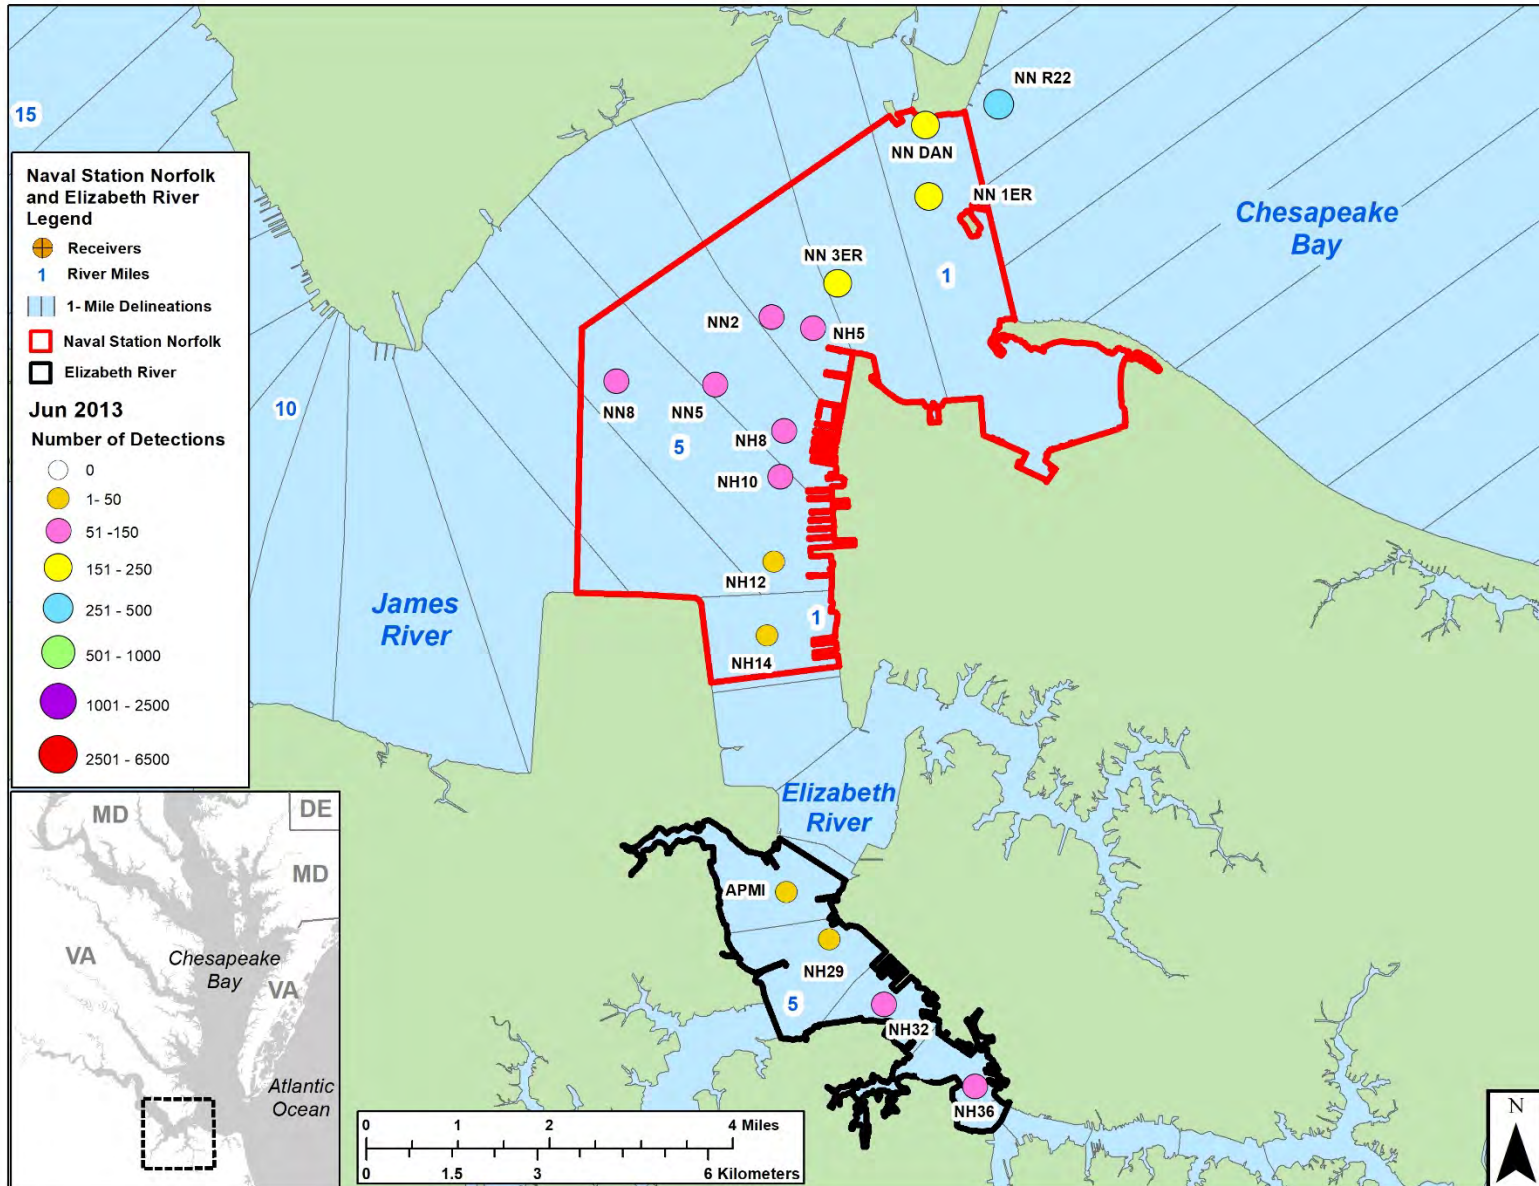 NN R22
15
NN DAN
NN 1ER
Chesapeake
Bay
Naval Station Norfolk
and Elizabeth River
Legend
Receivers
1 River Miles
1- Mile Delineations
Naval Station Norfolk
Elizabeth River
Jun 2013
Number of Detections
0
1- 50
51 -150
151 - 250
251 - 500
501 - 1000
1001 - 2500
2501 - 6500
NN 3ER
1
NN2
NH5
NN8
NN5
10
NH8
5
NH10
NH12
James
River
1
NH14
Elizabeth
River
APMI
NH29
5
NH32
NH36
MD
DE
MD
VA
Chesapeake
Bay
VA
Atlantic
Ocean
0 1 2 4 Miles
0 1.5 3 6 Kilometers
N